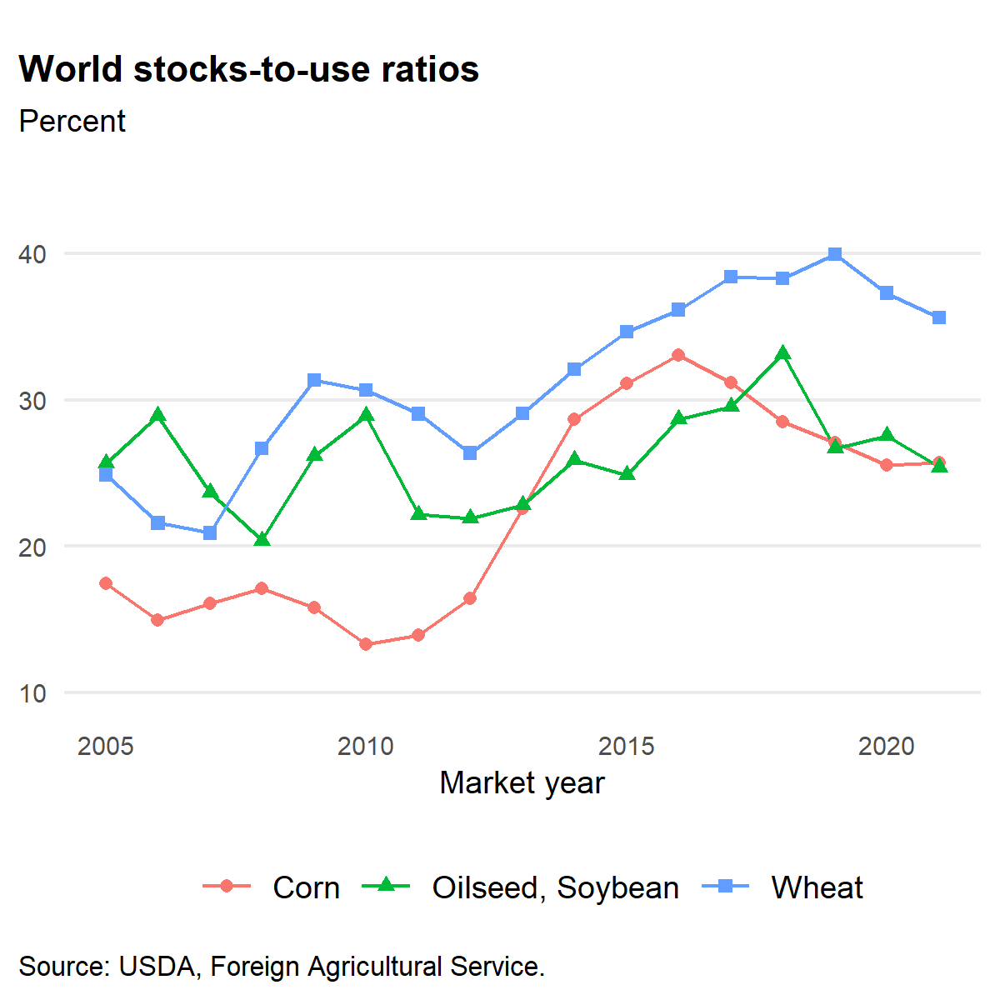 World stocks-to-use ratios
Percent
40
30
20
10
2005 2010 2015 2020
Market year
Corn Oilseed, Soybean Wheat
Source: USDA, Foreign Agricultural Service.